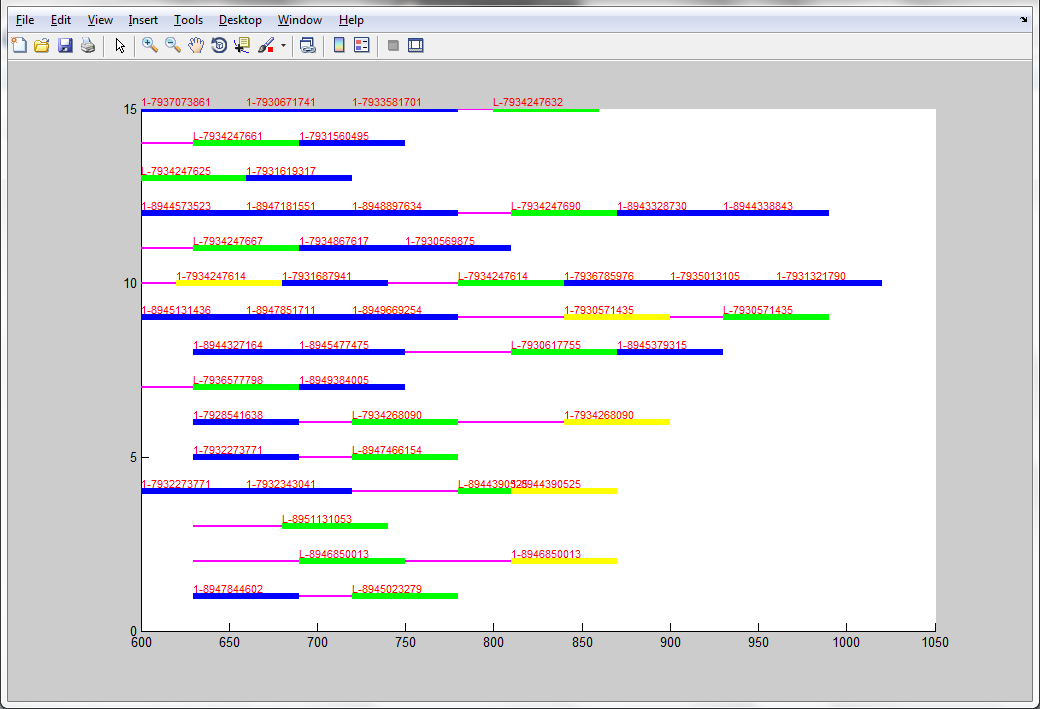 File Edit View Insert Tools Desktop Window Help
15 1-7937073861 1-7930671741 1-7933581701 L-7934247632
L-7934247661 1-7931560495
L-7934247625 1-7931619317
1-8944573523 1-8947181551 1-8948897634 L-7934247690 1-8943328730 1-8944338843
L-7934247667 1-7934867617 1-7930569875
10 1-7934247614 1-7931687941 L-7934247614 1-7936785976 1-7935013105 1-7931321790
1-8945131436 1-8947851711 1-8949669254 1-7930571435 L-7930571435
1-8944327164 1-8945477475 L-7930617755 1-8945379315
L-7936577798 1-8949384005
1-7928541638 L-7934268090 1-7934268090
5 1-7932273771 L-8947466154
1-7932273771 1-7932343041 L-8944390525 1-8944390525
L-8951131053
L-8946850013 1-8946850013
1-8947844602 L-8945023279
0
600 650 700 750 800 850 900 950 1000 1050